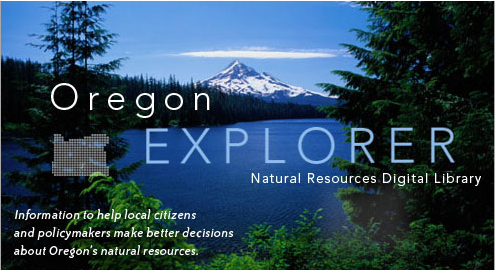 Oregon
EXPLORER
Natural Resources Digital Library
Information to help local citizens
and policymakers make better decisions
about Oregon's natural resources.